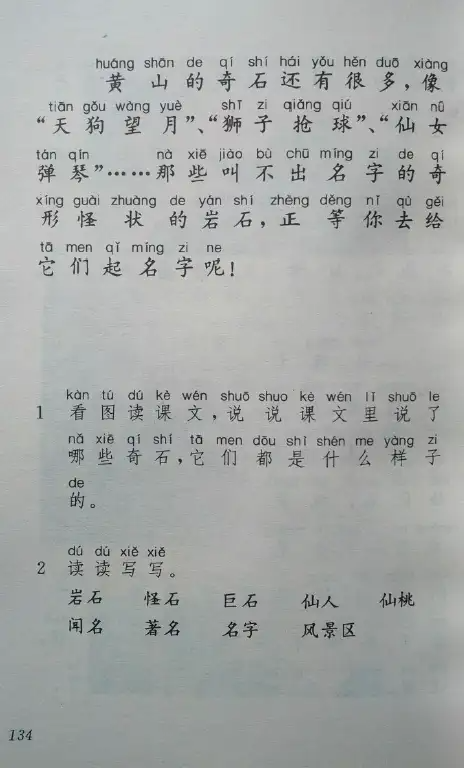 huáng shān de qí shí hái yǒu hěn duō xiàng
黄山的奇石还有很多，像
tiān gǒu wàng yuè shī zi qiǎng qiú xiān nǚ
“天狗望月”、“狮子抢球”、“仙女
tán qín nà xiē jiào bù chū míng zi de qí
弹琴”……那些叫不出名字的奇
xíng guài zhuàng de yán shí zhèng děng nǐ qù gěi
形怪状的岩石，正等你去给
tā men qǐ míng zi ne
它们起名字呢！
kàn tú dú kè wén shuō shuo kè wén lǐ shuō le
1 看图读课文，说说课文里说了
nǎ xiē qí shí tā men dōu shì shén me yàng zi
哪些奇石，它们都是什么样子
de
的。
dú dú xiě xiě
2 读读写写。
岩石 怪石 巨石 仙人 仙桃
闻名 著名 名字 风景区
134